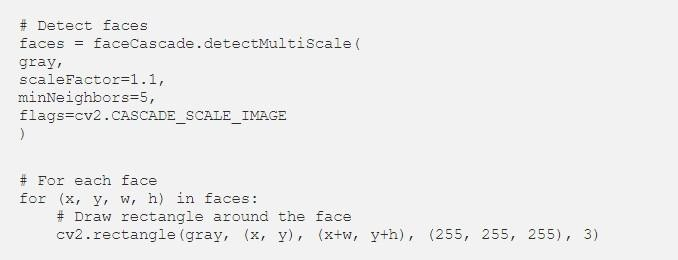 # Detect faces
faces = faceCascade.detectMultiScale(
gray,
scaleFactor=1.1,
minNeighbors=5,
flags=cv2.CASCADE_SCALE_IMAGE
)
# For each face
for (x, y, w, h) in faces:
    # Draw rectangle around the face
    cv2.rectangle(gray, (x, y), (x+w, y+h), (255, 255, 255), 3)